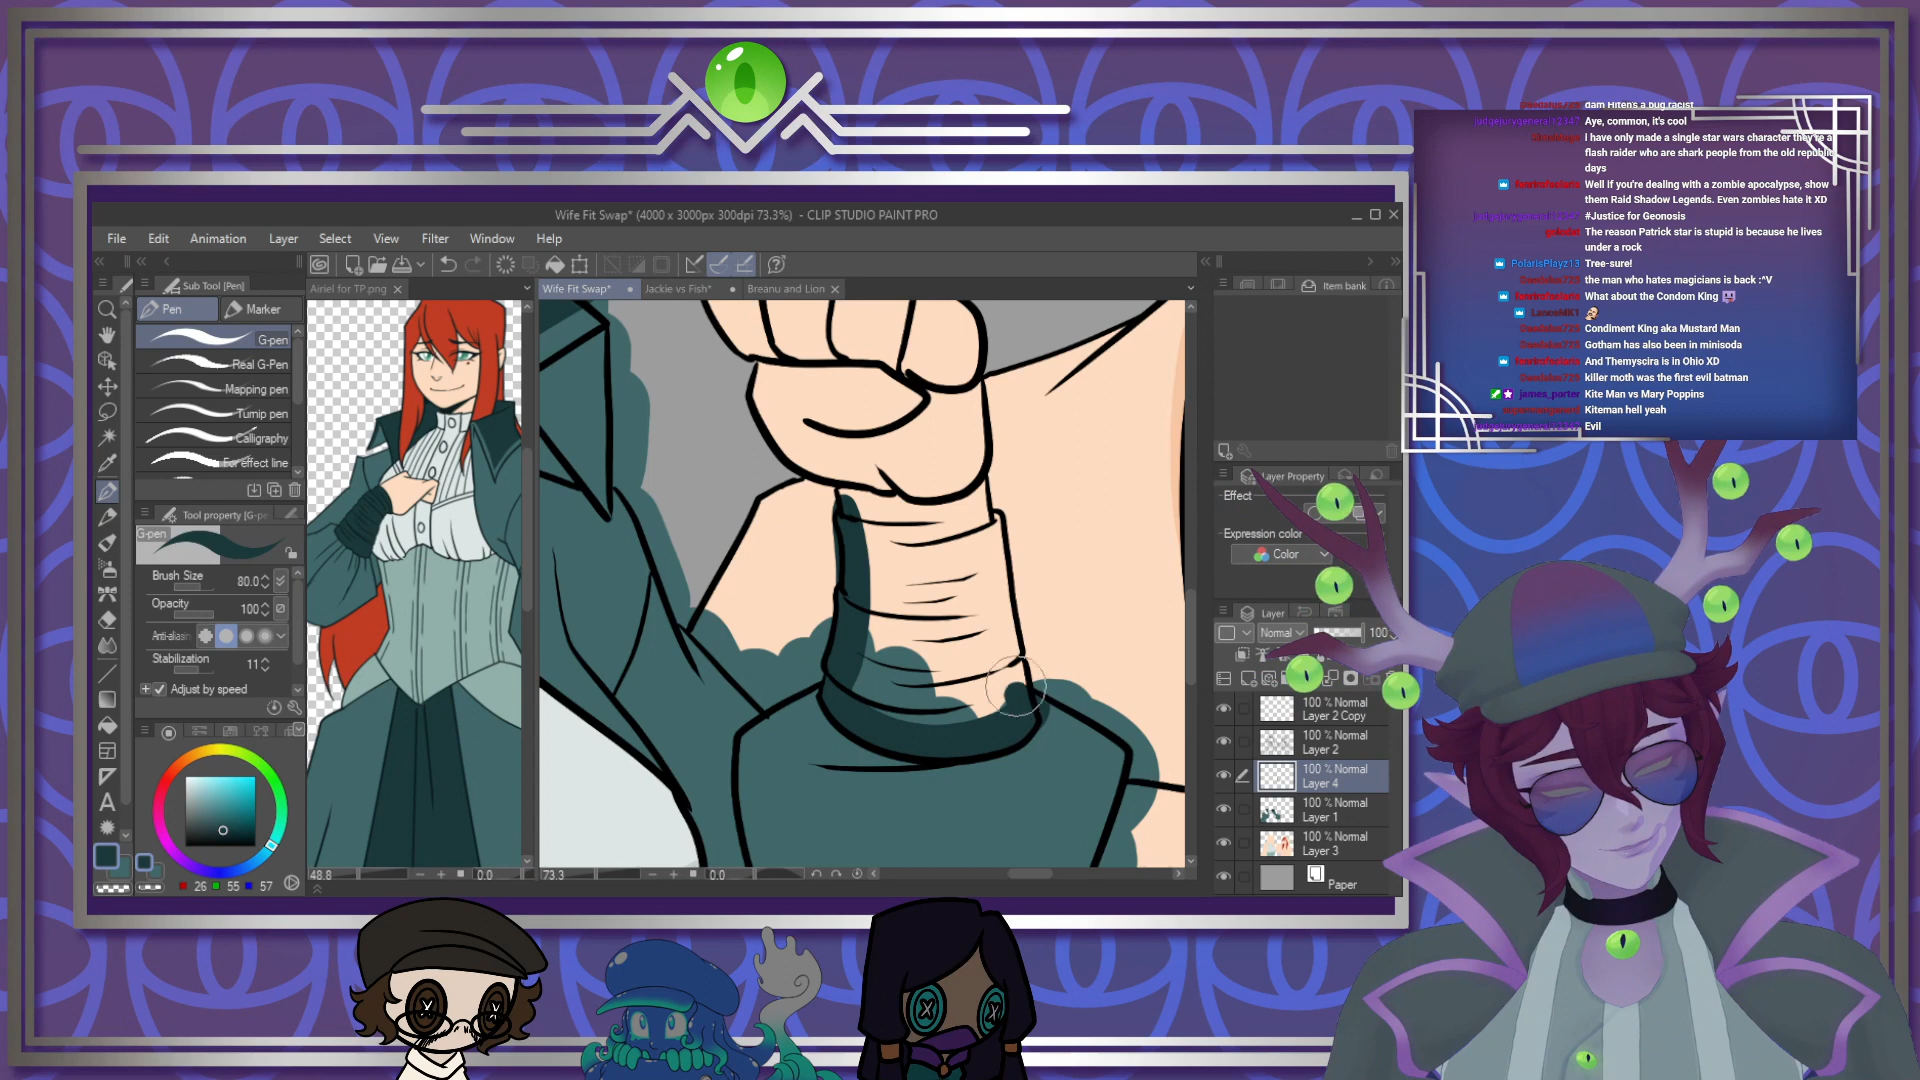 dam Hiten's a bug racist
judgejurygeneral12347 Aye, common, it's cool
I have only made a single star wars character they're a
flash raider who are shark people from the old republic
days
Well if you're dealing with a zombie apocalypse, show
them Raid Shadow Legends. Even zombies hate it XD
#Justice for Geonosis
The reason Patrick star is stupid is because he lives
under a rock
PolarisPlayz13 Tree-sure!
the man who hates magicians is back :^V
What about the Condom King
LanosMK1
Condiment King aka Mustard Man
Gotham has also been in minisoda
And Themyscira is in Ohio XD
killer moth was the first evil batman
james_porter Kite Man vs Mary Poppins
Kiteman hell yeah
Evil
Wife Fit Swap* (4000 x 3000px 300dpi 73.3%) - CLIP STUDIO PAINT PRO
File Edit Animation Layer Select View Filter Window Help
Sub Tool [Pen]
Airiel for TP.png
Wife Fit Swap* Jackie vs Fish* Breanu and Lion
Item bank
Pen Marker
G-pen
Real G-Pen
Mapping pen
Turnip pen
Calligraphy
For effect line
Tool property [G-pe
G-pen
Brush Size 80.0
Opacity 100
Anti-aliasin
Stabilization 11
Adjust by speed
26 55 57
48.8 0.0
73.3 0.0
Layer Property
Effect
Expression color
Color
Layer
Normal 100
100 % Normal
Layer 2 Copy
100 % Normal
Layer 2
100 % Normal
Layer 4
100 % Normal
Layer 1
100 % Normal
Layer 3
Paper